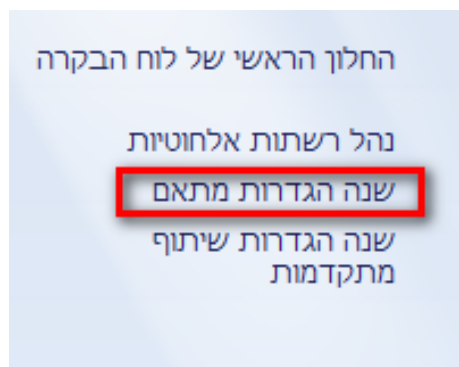 החלון הראשי של לוח הבקרה
נהל רשתות אלחוטיות
שנה הגדרות מתאם
שנה הגדרות שיתוף
מתקדמות